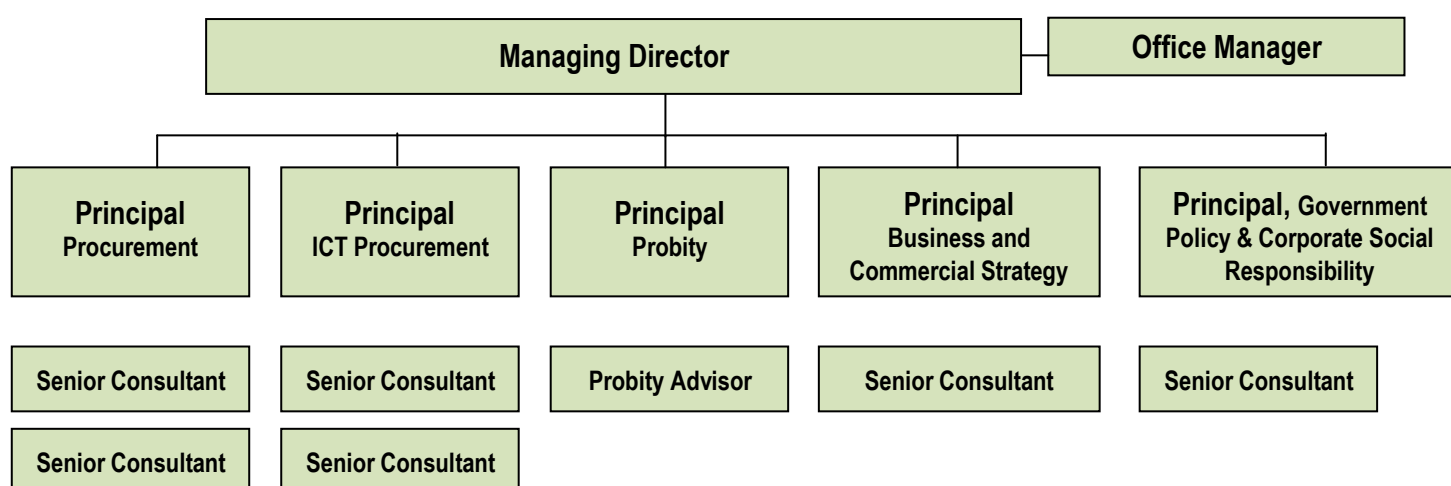 Managing Director
Office Manager
Principal
Procurement
Principal
ICT Procurement
Principal
Probity
Principal
Business and
Commercial Strategy
Principal, Government
Policy & Corporate Social
Responsibility
Senior Consultant
Senior Consultant
Probity Advisor
Senior Consultant
Senior Consultant
Senior Consultant
Senior Consultant